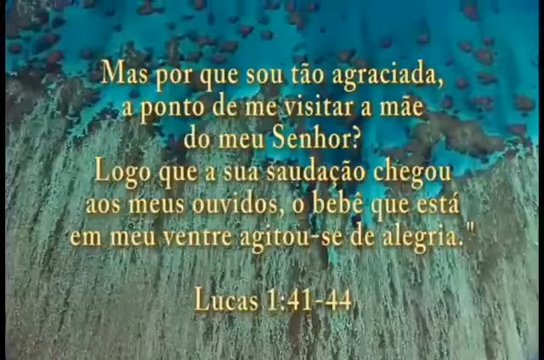 Mas por que sou tão agraciada,
a ponto de me visitar a mãe
do meu Senhor?
Logo que a sua saudação chegou
aos meus ouvidos, o bebê que está
em meu ventre agitou-se de alegria."
Lucas 1:41-44